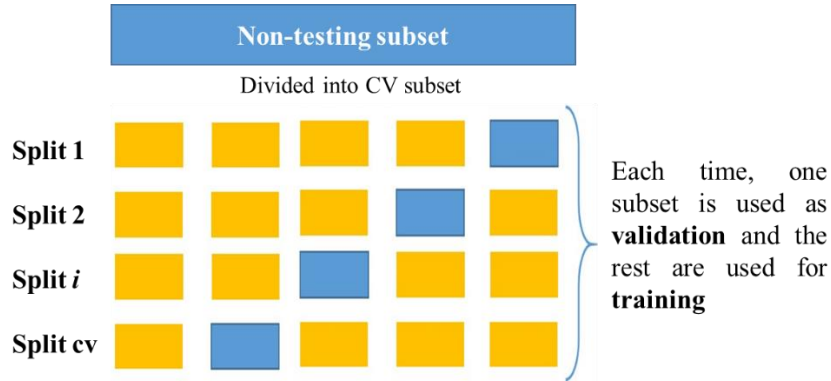 Non-testing subset
Divided into CV subset
Split 1
Split 2
Split i
Split cv
Each time, one
subset is used as
validation and the
rest are used for
training